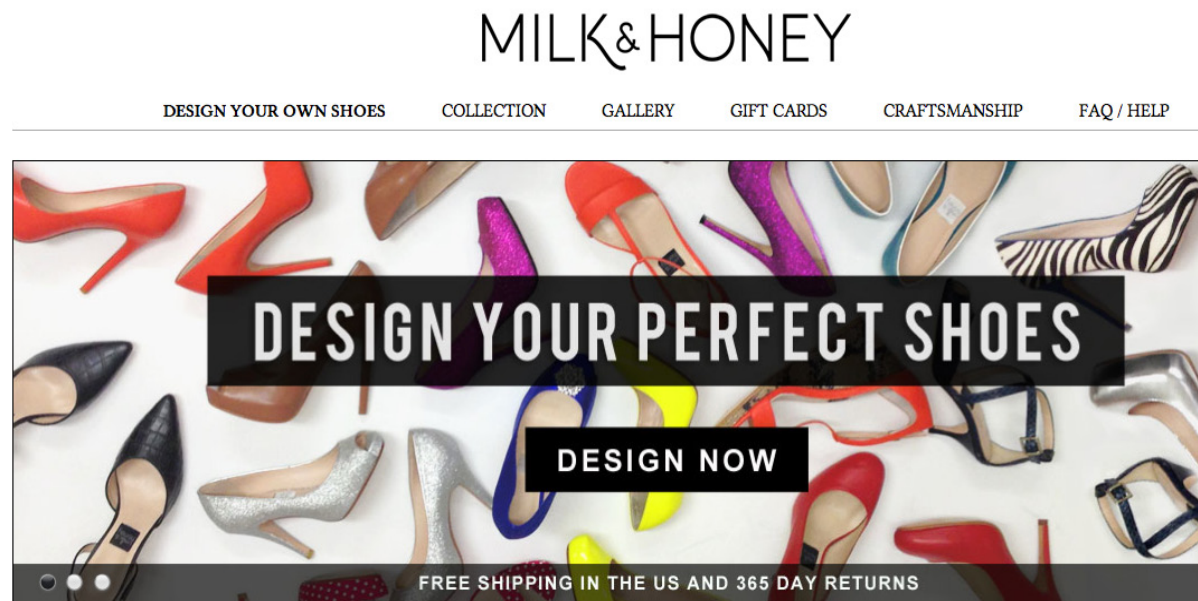 MILK & HONEY
DESIGN YOUR OWN SHOES COLLECTION GALLERY GIFT CARDS CRAFTSMANSHIP FAQ / HELP
DESIGN YOUR PERFECT SHOES
DESIGN NOW
FREE SHIPPING IN THE US AND 365 DAY RETURNS